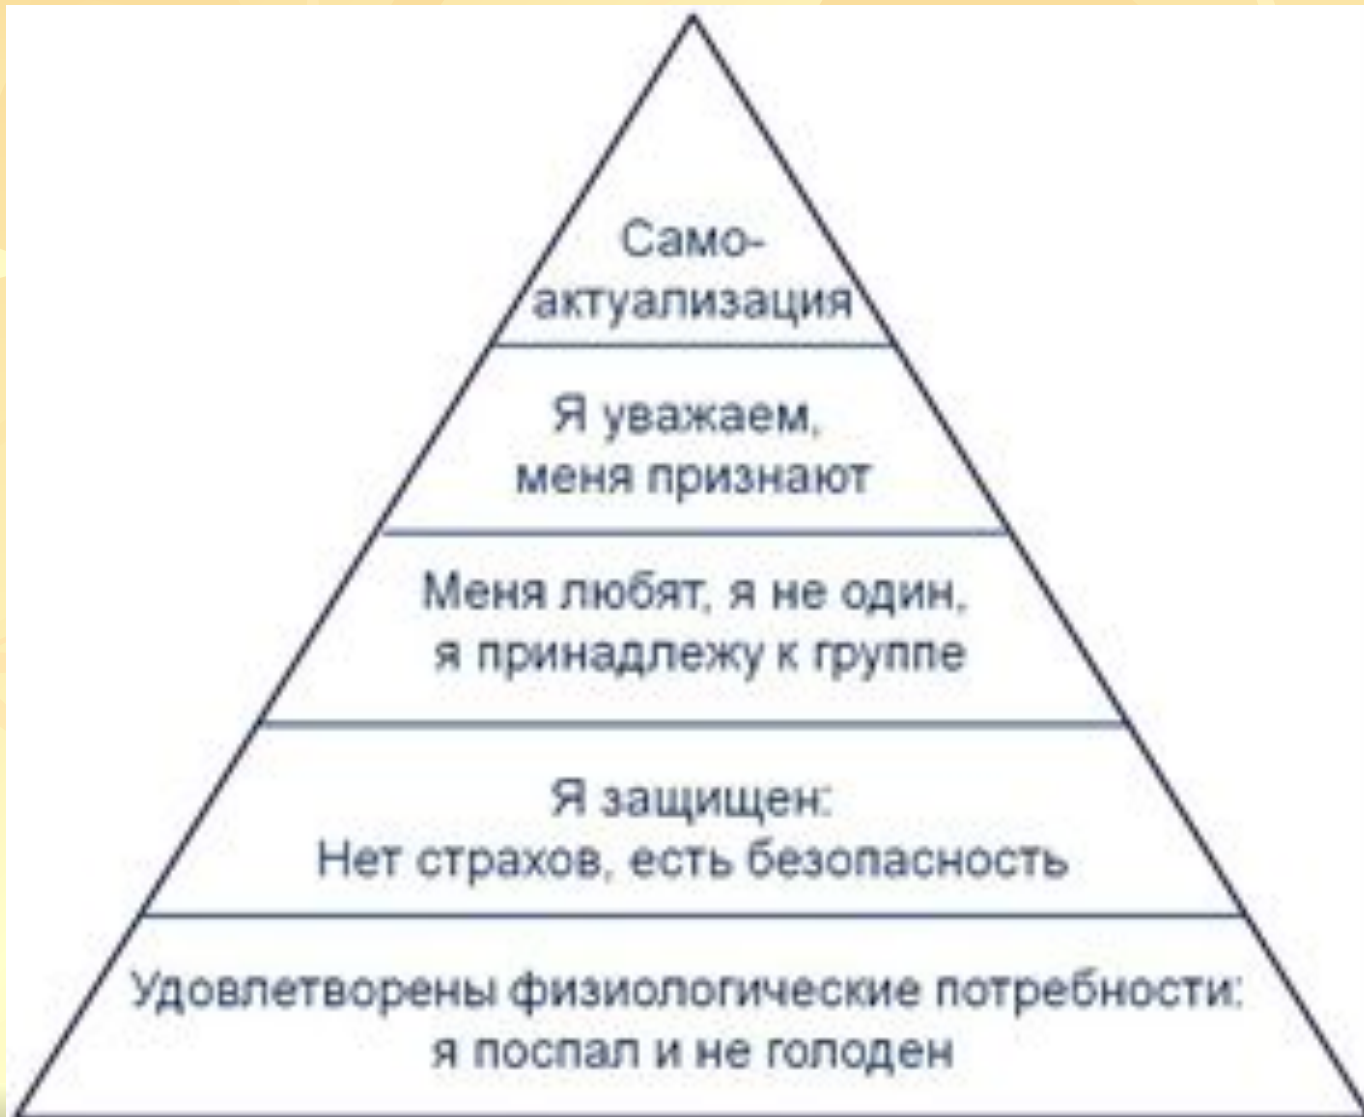 Само-
актуализация
Я уважаем,
меня признают
Меня любят, я не один,
я принадлежу к группе
Я защищен:
Нет страхов, есть безопасность
Удовлетворены физиологические потребности:
я поспал и не голоден